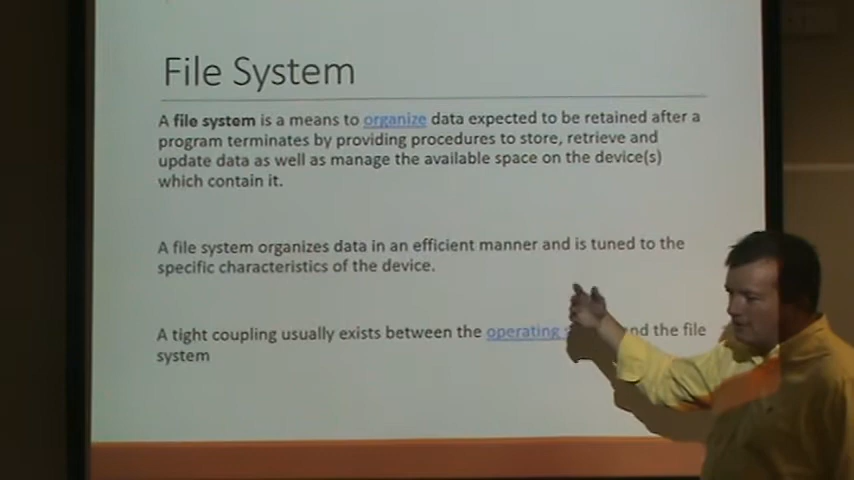 File System
A file system is a means to organize data expected to be retained after a
program terminates by providing procedures to store, retrieve and
update data as well as manage the available space on the device(s)
which contain it.
A file system organizes data in an efficient manner and is tuned to the
specific characteristics of the device.
A tight coupling usually exists between the operating and the file
system